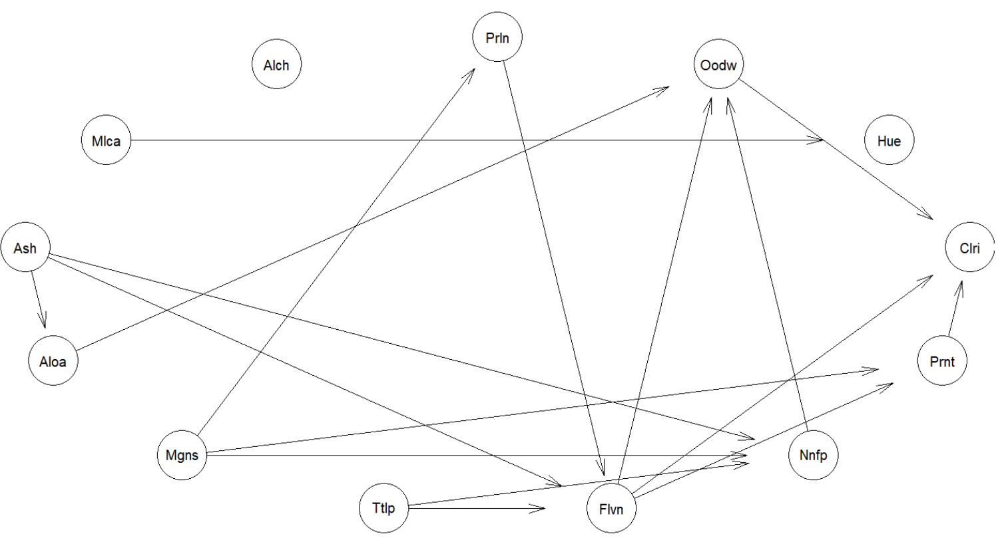 Prln
Alch
Oodw
Mlca
Hue
Ash
Clri
Aloa
Prnt
Mgns
Nnfp
Ttlp
Flvn